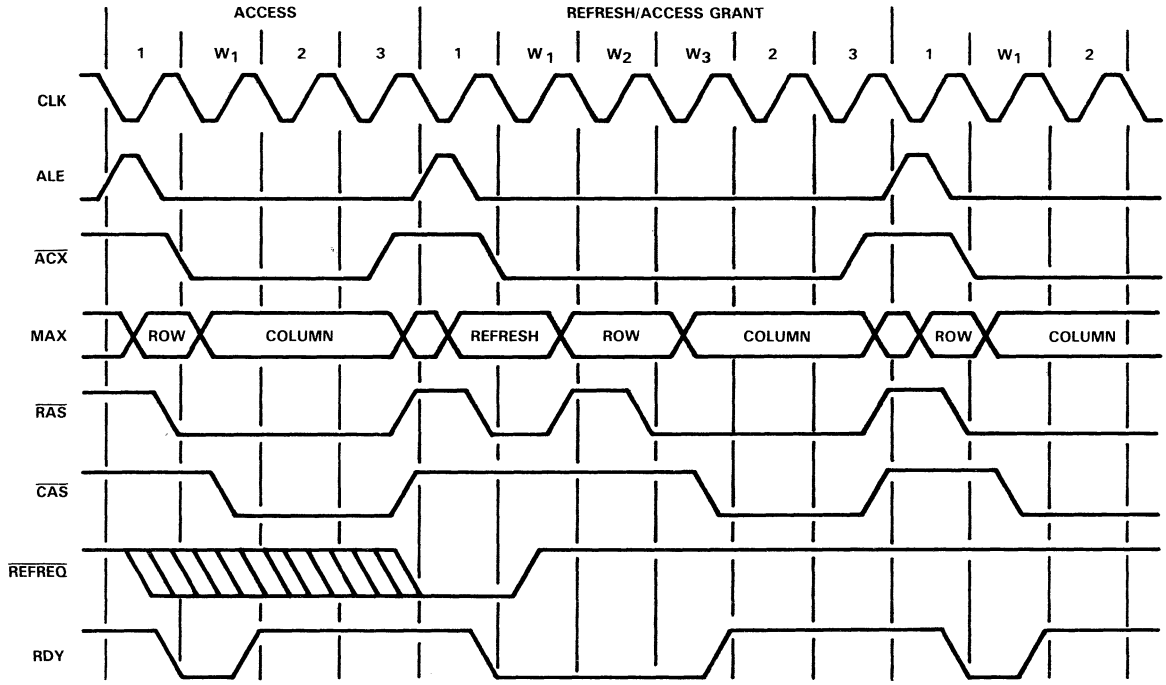 ACCESS REFRESH/ACCESS GRANT
1 W1 2 3 1 W1 W2 W3 2 3 1 W1 2
CLK
ALE
ACX
MAX ROW COLUMN REFRESH ROW COLUMN ROW COLUMN
RAS
CAS
REFREQ
RDY